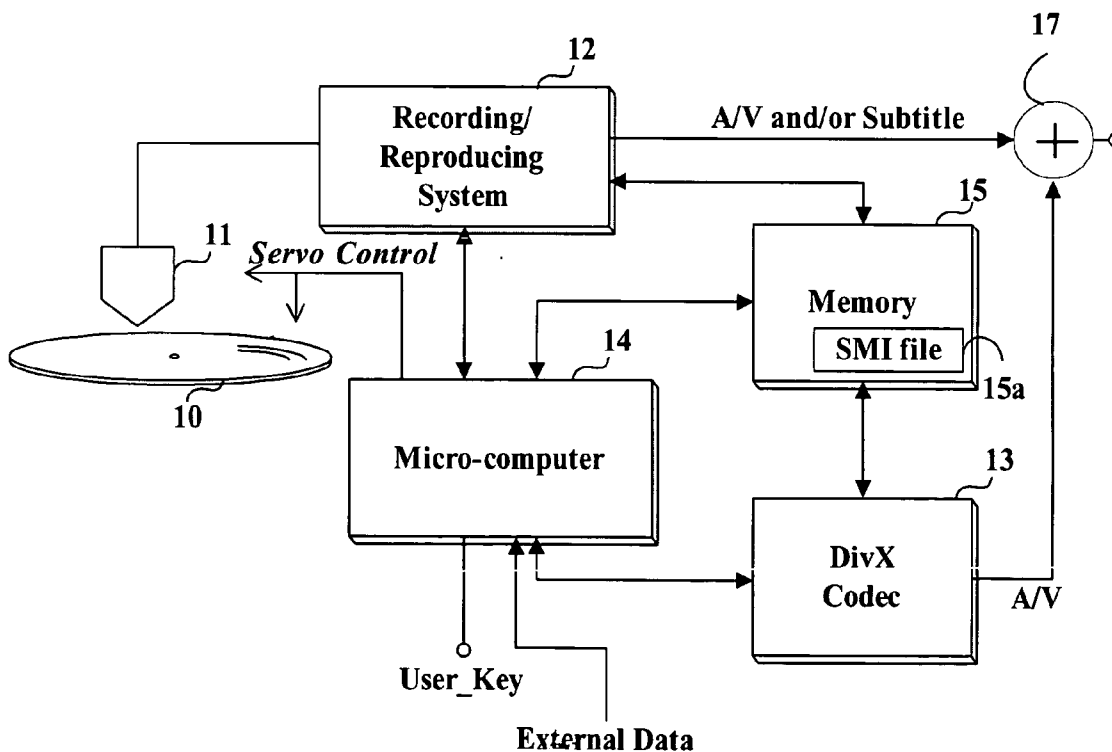 17
12
Recording/
Reproducing
System
A/V and/or Subtitle
11
Servo Control
15
Memory
SMI file
15a
10
14
Micro-computer
13
DivX
Codec
A/V
User_Key
External Data